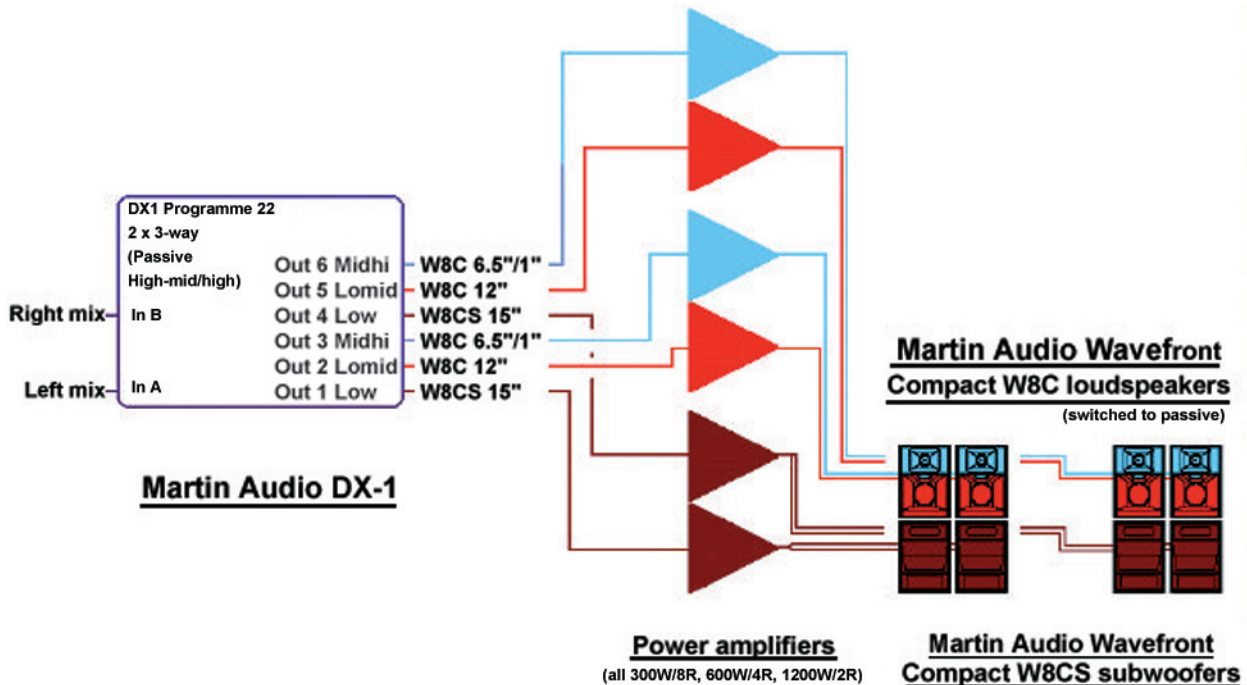 DX1 Programme 22
2 x 3-way
(Passive
High-mid/high)
Right mix
In B
Left mix
In A
Out 6 Midhi
W8C 6.5"/1"
Out 5 Lomid
W8C 12"
Out 4 Low
W8CS 15"
Out 3 Midhi
W8C 6.5"/1"
Out 2 Lomid
W8C 12"
Out 1 Low
W8CS 15"
Martin Audio DX-1
Martin Audio Wavefront
Compact W8C loudspeakers
(switched to passive)
Power amplifiers
(all 300W/8R, 600W/4R, 1200W/2R)
Martin Audio Wavefront
Compact W8CS subwoofers